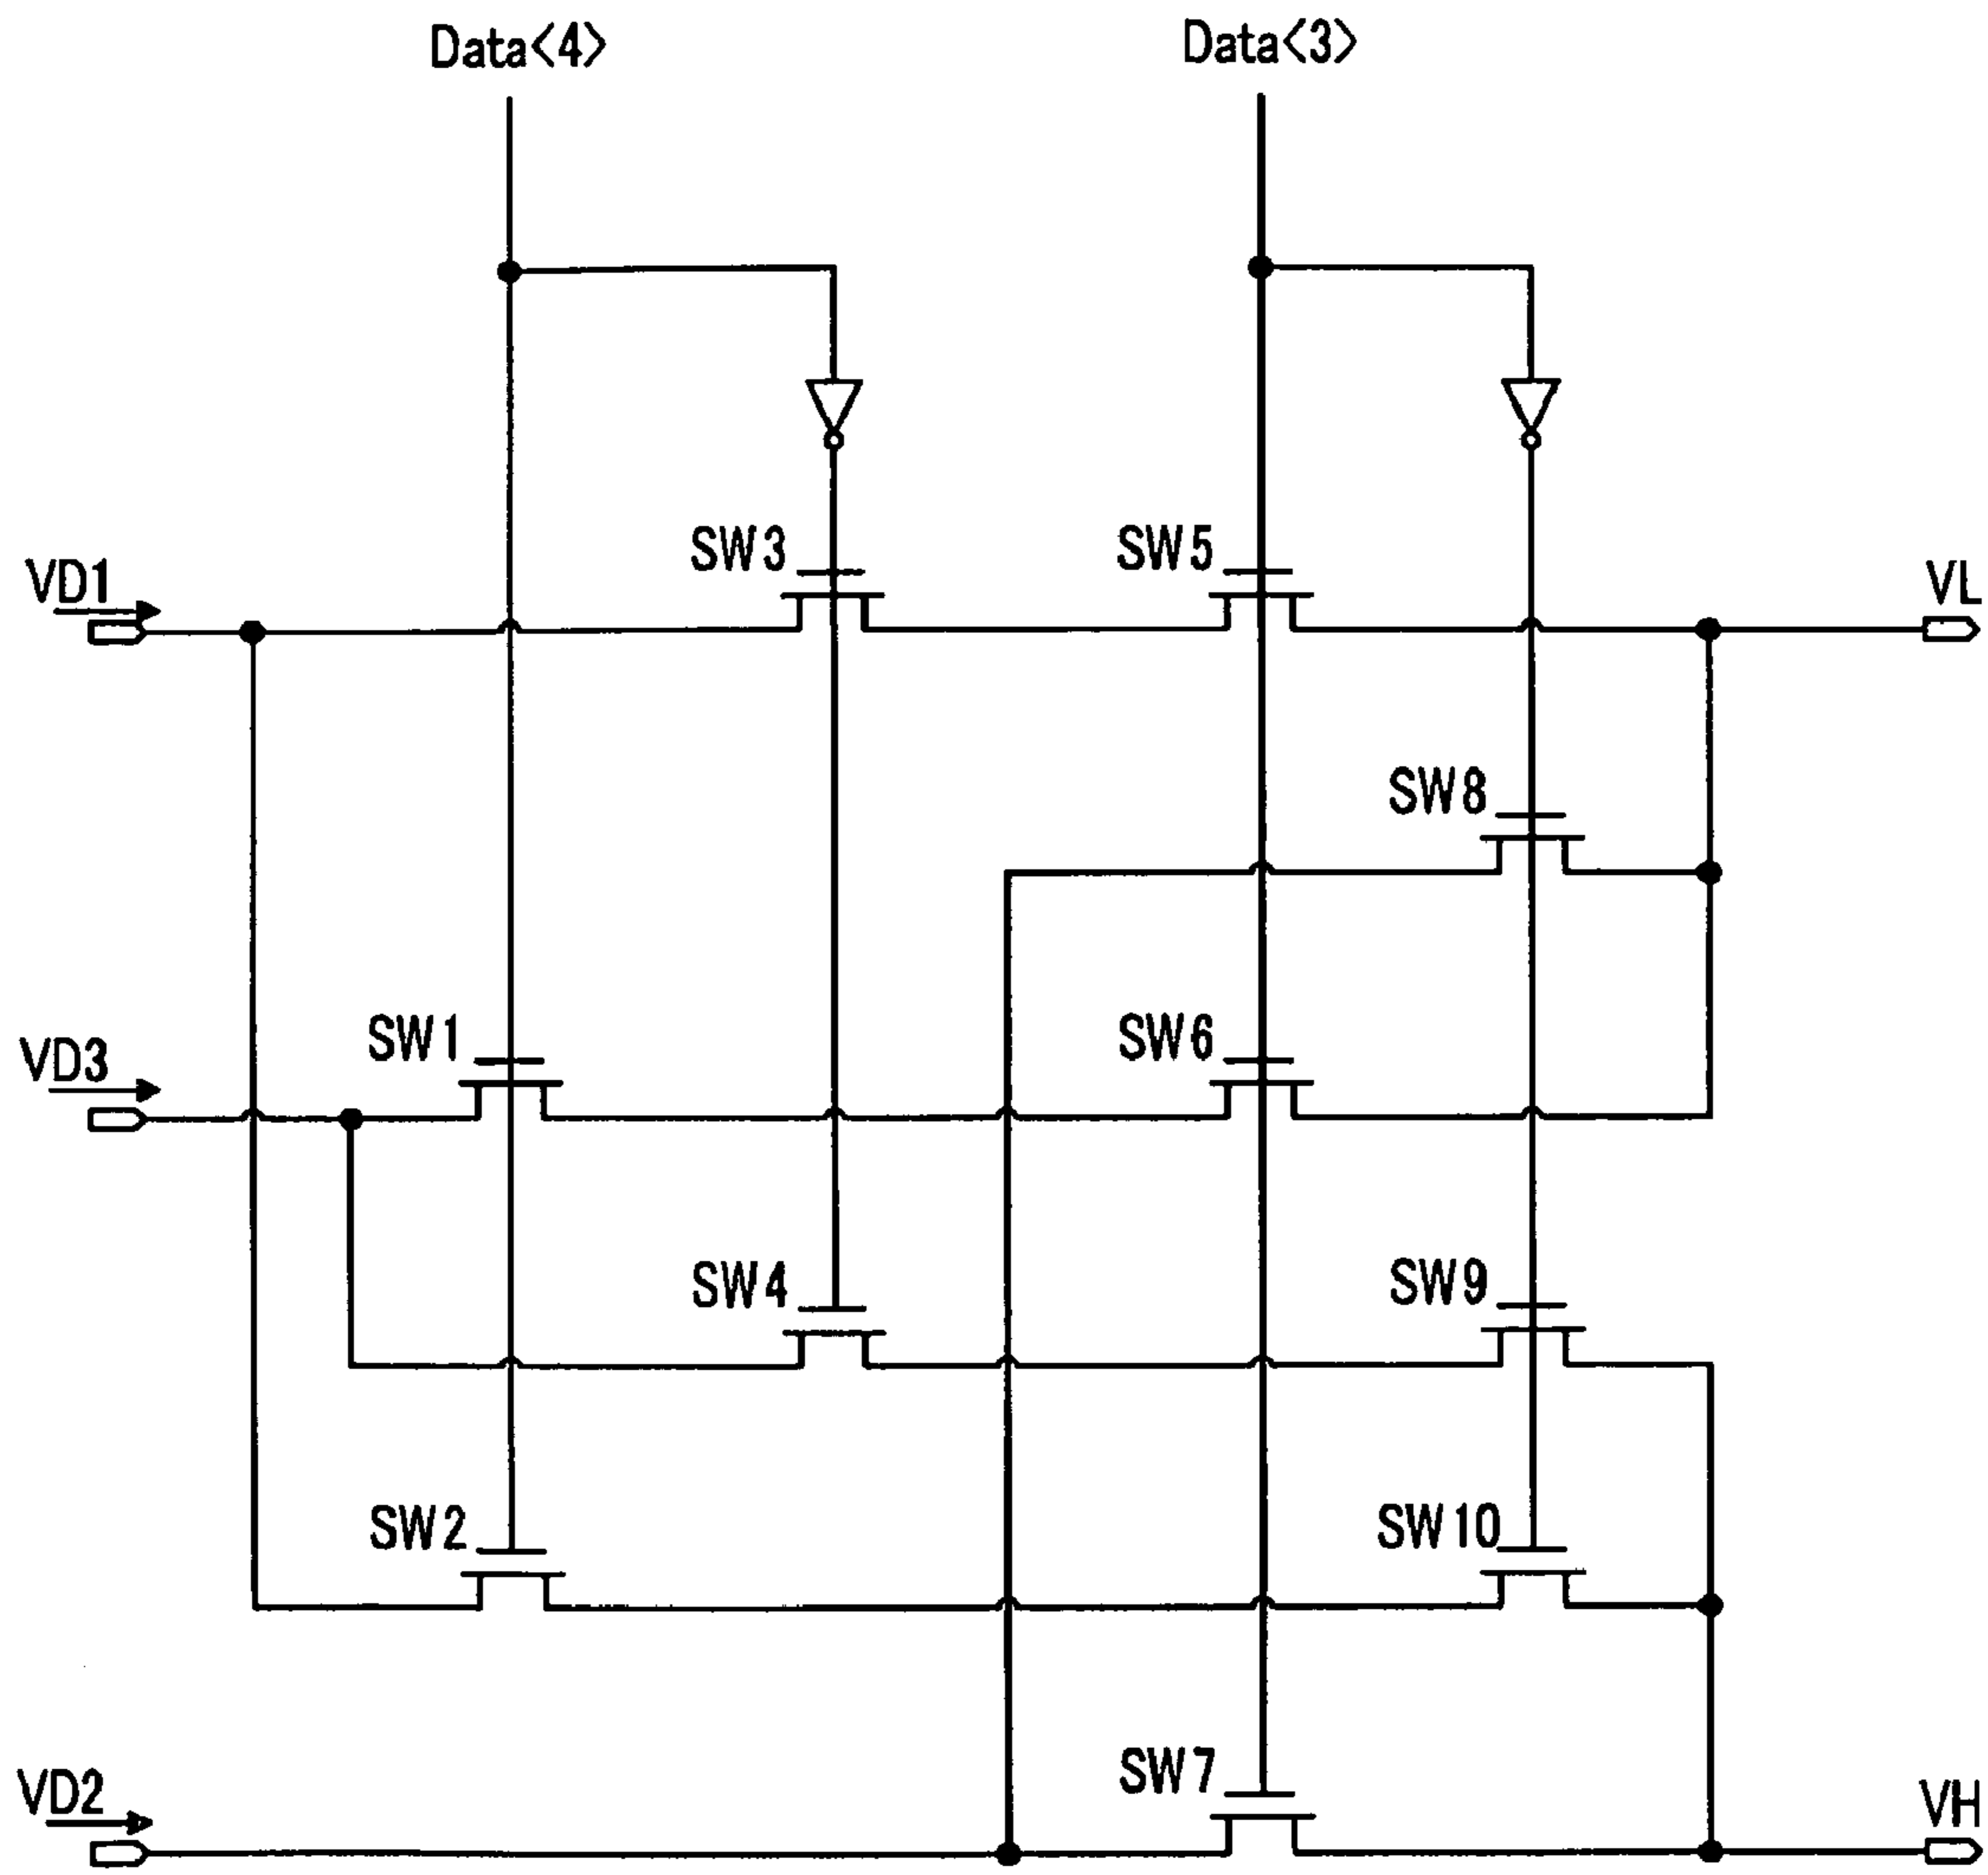 Data<4>
Data<3>
SW3
SW5
VD1
VL
SW8
SW1
SW6
VD3
SW4
SW9
SW2
SW10
SW7
VD2
VH